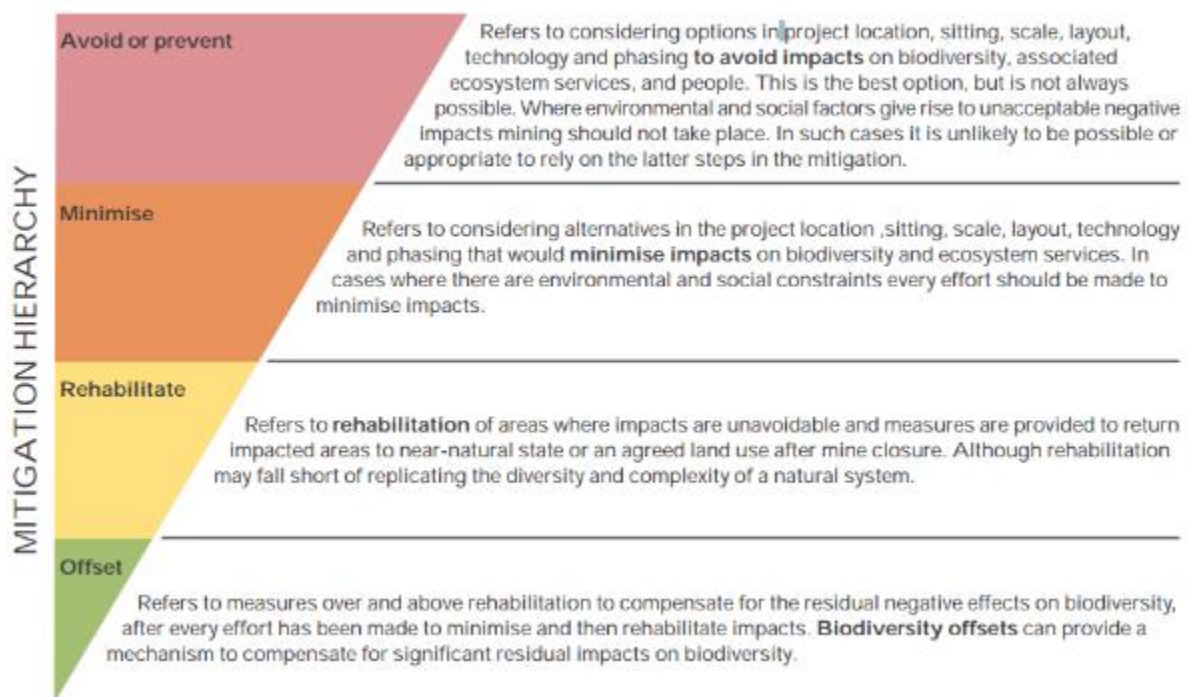 MITIGATION HIERARCHY
Avoid or prevent
Refers to considering options in project location, sitting, scale, layout,
technology and phasing to avoid impacts on biodiversity, associated
ecosystem services, and people. This is the best option, but is not always
possible. Where environmental and social factors give rise to unacceptable negative
impacts mining should not take place. In such cases it is unlikely to be possible or
appropriate to rely on the latter steps in the mitigation.
Minimise
Refers to considering alternatives in the project location ,sitting, scale, layout, technology
and phasing that would minimise impacts on biodiversity and ecosystem services. In
cases where there are environmental and social constraints every effort should be made to
minimise impacts.
Rehabilitate
Refers to rehabilitation of areas where impacts are unavoidable and measures are provided to return
impacted areas to near-natural state or an agreed land use after mine closure. Although rehabilitation
may fall short of replicating the diversity and complexity of a natural system.
Offset
Refers to measures over and above rehabilitation to compensate for the residual negative effects on biodiversity,
after every effort has been made to minimise and then rehabilitate impacts. Biodiversity offsets can provide a
mechanism to compensate for significant residual impacts on biodiversity.